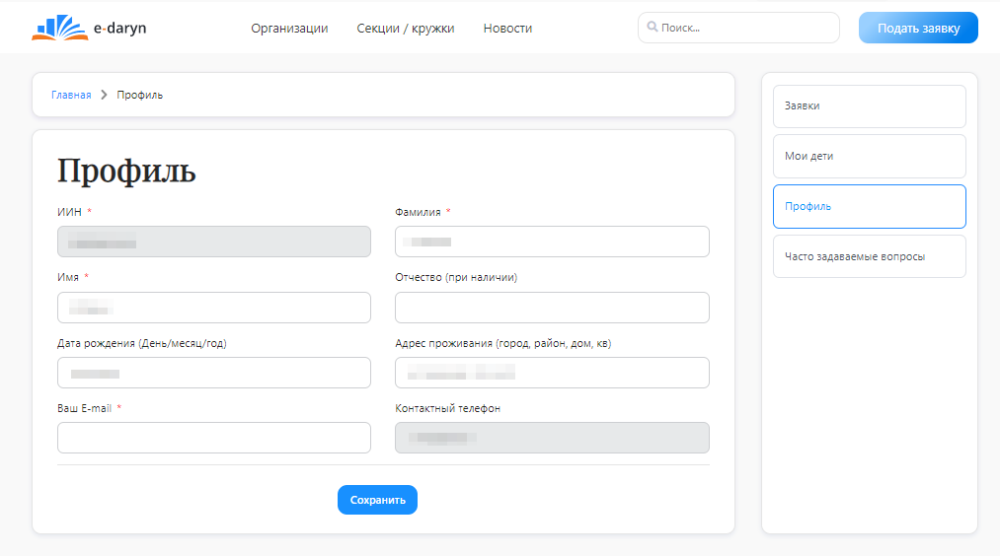 e-daryn
Организации Секции / кружки Новости
Поиск...
Подать заявку
Главная > Профиль
Профиль
ИИН *
Фамилия *
Имя *
Отчество (при наличии)
Дата рождения (День/месяц/год)
Адрес проживания (город, район, дом, кв)
Ваш E-mail *
Контактный телефон
Сохранить
Заявки
Мои дети
Профиль
Часто задаваемые вопросы